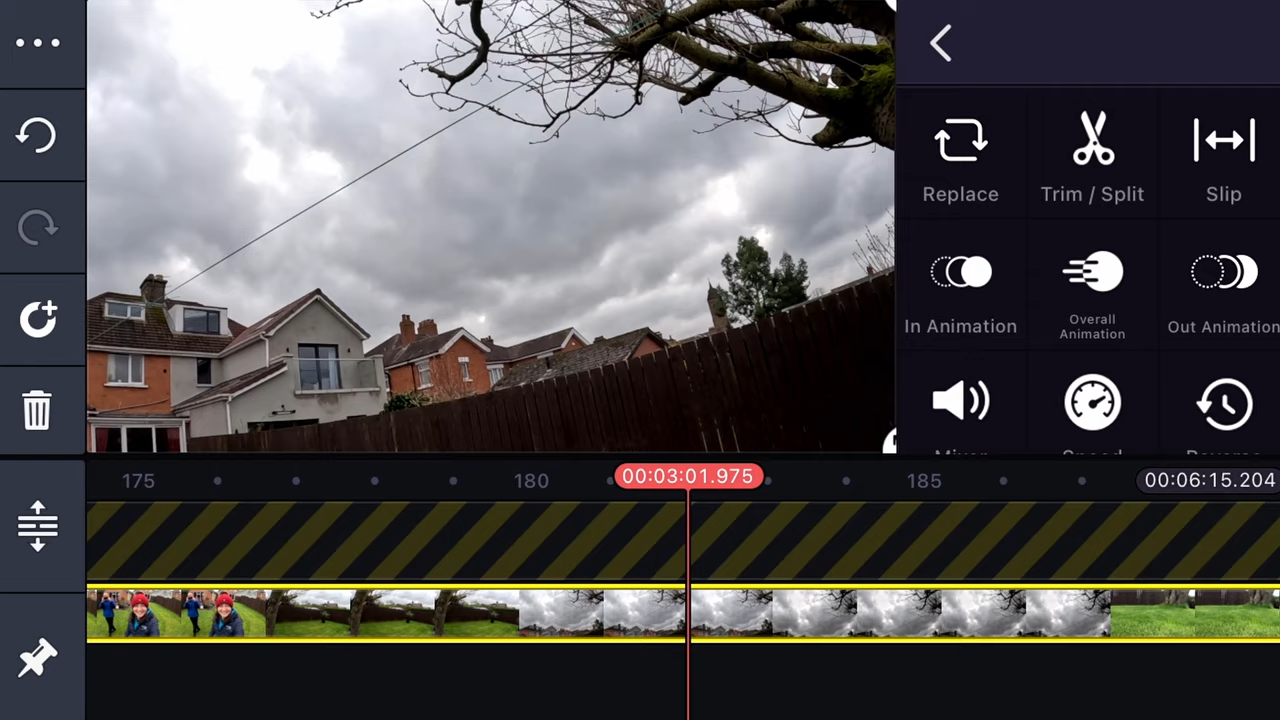 Replace
Trim / Split
Slip
In Animation
Overall
Animation
Out Animation
Mixer
Speed
Reverse
175
180
00:03:01.975
185
00:06:15.204